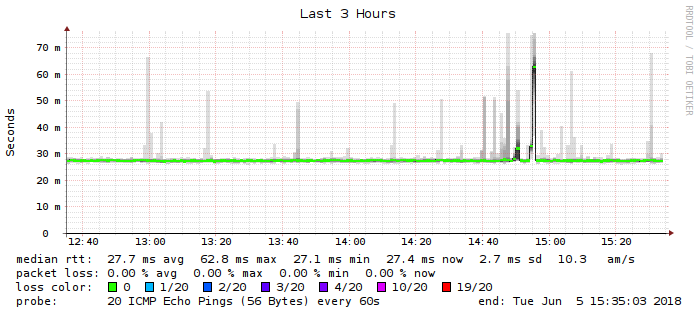 Last 3 Hours
RRDTOOL / TOBI OETIKER
Seconds
70 m
60 m
50 m
40 m
30 m
20 m
10 m
0
12:40 13:00 13:20 13:40 14:00 14:20 14:40 15:00 15:20
median rtt: 27.7 ms avg 62.8 ms max 27.1 ms min 27.4 ms now 2.7 ms sd 10.3 am/s
packet loss: 0.00 % avg 0.00 % max 0.00 % min 0.00 % now
loss color: 0 1/20 2/20 3/20 4/20 10/20 19/20
probe: 20 ICMP Echo Pings (56 Bytes) every 60s end: Tue Jun 5 15:35:03 2018